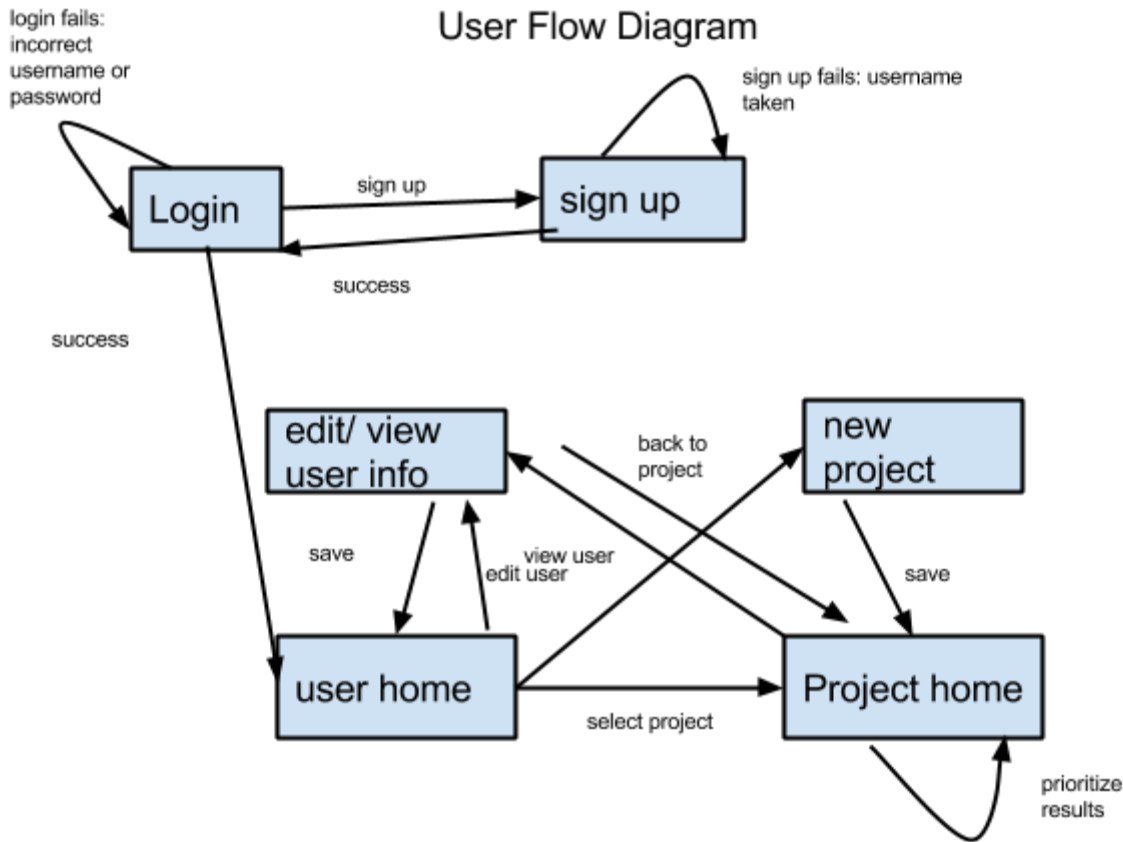 User Flow Diagram
login fails:
incorrect
username or
password
sign up fails: username
taken
Login
sign up
sign up
success
success
edit/ view
user info
back to
project
new
project
save
view user
edit user
save
user home
select project
Project home
prioritize
results